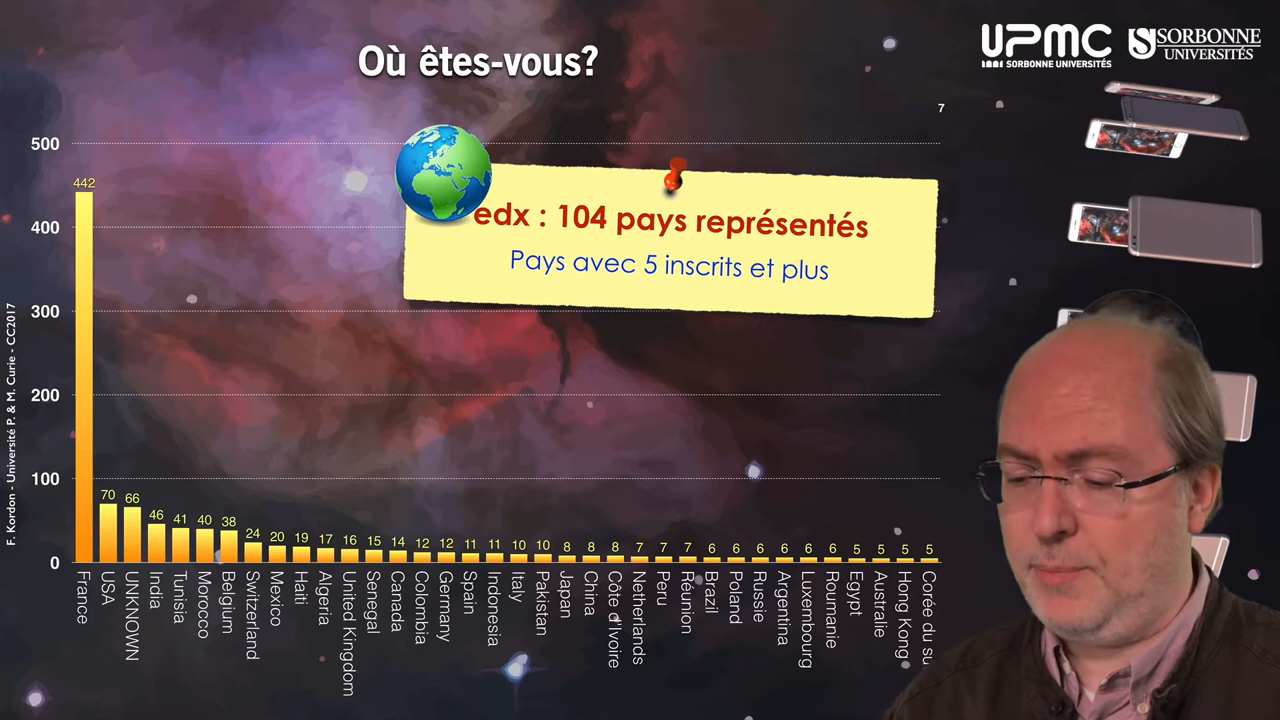 Où êtes-vous?
UPMC
SORBONNE UNIVERSITÉS
SORBONNE
UNIVERSITÉS
7
edx : 104 pays représentés
Pays avec 5 inscrits et plus
500
400
300
200
100
0
442
70
66
46
41
40
38
24
20
19
17
16
15
14
12
12
11
11
10
10
8
8
8
7
7
7
6
6
6
6
6
6
5
5
5
5
France
USA
UNKNOWN
India
Tunisia
Morocco
Belgium
Switzerland
Mexico
Haiti
Algeria
United Kingdom
Senegal
Canada
Colombia
Germany
Spain
Indonesia
Italy
Pakistan
Japan
China
Côte d'Ivoire
Netherlands
Peru
Réunion
Brazil
Poland
Russie
Argentina
Luxembourg
Roumanie
Egypt
Australie
Hong Kong
Corée du su
F. Kordon - Université P. & M. Curie - CC2017